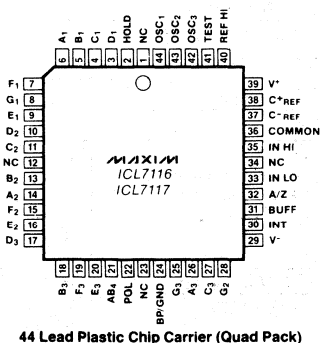 A₁ B₁ C₁ D₁ HOLD NC OSC₁ OSC₂ OSC₃ TEST REF HI
6 5 4 3 2 1 44 43 42 41 40
F₁ 7
G₁ 8
E₁ 9
D₂ 10
C₂ 11
NC 12
B₂ 13
A₂ 14
F₂ 15
E₂ 16
D₃ 17
MAXIM
ICL7116
ICL7117
39 V⁺
38 C⁺REF
37 C⁻REF
36 COMMON
35 IN HI
34 NC
33 IN LO
32 A/Z
31 BUFF
30 INT
29 V⁻
18 19 20 21 22 23 24 25 26 27 28
B₃ F₃ E₃ AB₄ POL NC BP/GND G₃ A₃ C₃ G₂
44 Lead Plastic Chip Carrier (Quad Pack)